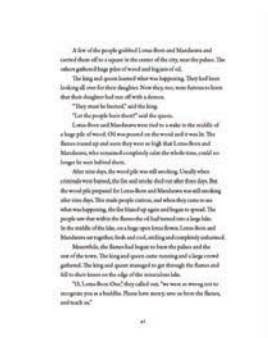 A few of the people grabbed Lotus-Born and Mandarava and
carried them off to a square in the center of the city, near the palace. The
others gathered huge piles of wood and big jars of oil.
The king and queen learned what was happening. They had been
looking all over for their daughter. Now they, too, were furious to learn
that their daughter had run off with a demon.
"They must be burned," said the king.
"Let the people burn them!" said the queen.
Lotus-Born and Mandarava were tied to a stake in the middle of
a huge pile of wood. Oil was poured on the wood and it was lit. The
flames roared up and soon they were so high that Lotus-Born and
Mandarava, who remained completely calm the whole time, could no
longer be seen behind them.
After nine days, the wood pile was still smoking. Usually when
criminals were burned, the fire and smoke died out after three days. But
the wood pile prepared for Lotus-Born and Mandarava was still smoking
after nine days. This made people curious, and when they came to see
what was happening, the fire blazed up again and began to spread. The
people saw that within the flames the oil had turned into a large lake.
In the middle of the lake, on a huge open lotus flower, Lotus-Born and
Mandarava sat together, fresh and cool, smiling and completely unharmed.
Meanwhile, the flames had begun to burn the palace and the
rest of the town. The king and queen came running and a large crowd
gathered. The king and queen managed to get through the flames and
fell to their knees on the edge of the miraculous lake.
"O, Lotus-Born One," they called out, "we were so wrong not to
recognize you as a buddha. Please have mercy, save us from the flames,
and teach us."